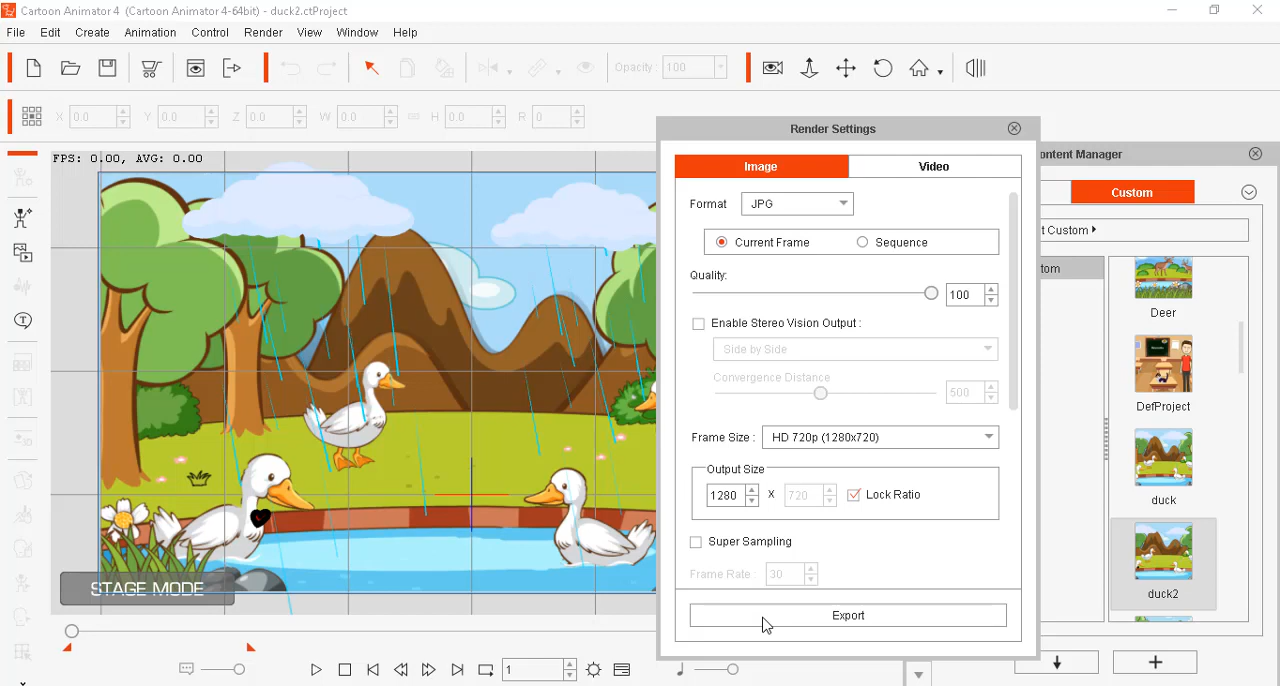 Cartoon Animator 4 (Cartoon Animator 4-64bit) - duck2.ctProject
File Edit Create Animation Control Render View Window Help
Opacity : 100
X 0.0 Y 0.0 Z 0.0 W 0.0 H 0.0 R 0
Render Settings
FPS: 0.00, AVG: 0.00
ontent Manager
Image Video
Custom
Format JPG
t Custom
Current Frame Sequence
tom
Quality:
100
Deer
Enable Stereo Vision Output :
Side by Side
Convergence Distance
500
DefProject
Frame Size : HD 720p (1280x720)
Output Size
1280 X 720 Lock Ratio
duck
Super Sampling
Frame Rate : 30
STAGE MODE
duck2
Export
1